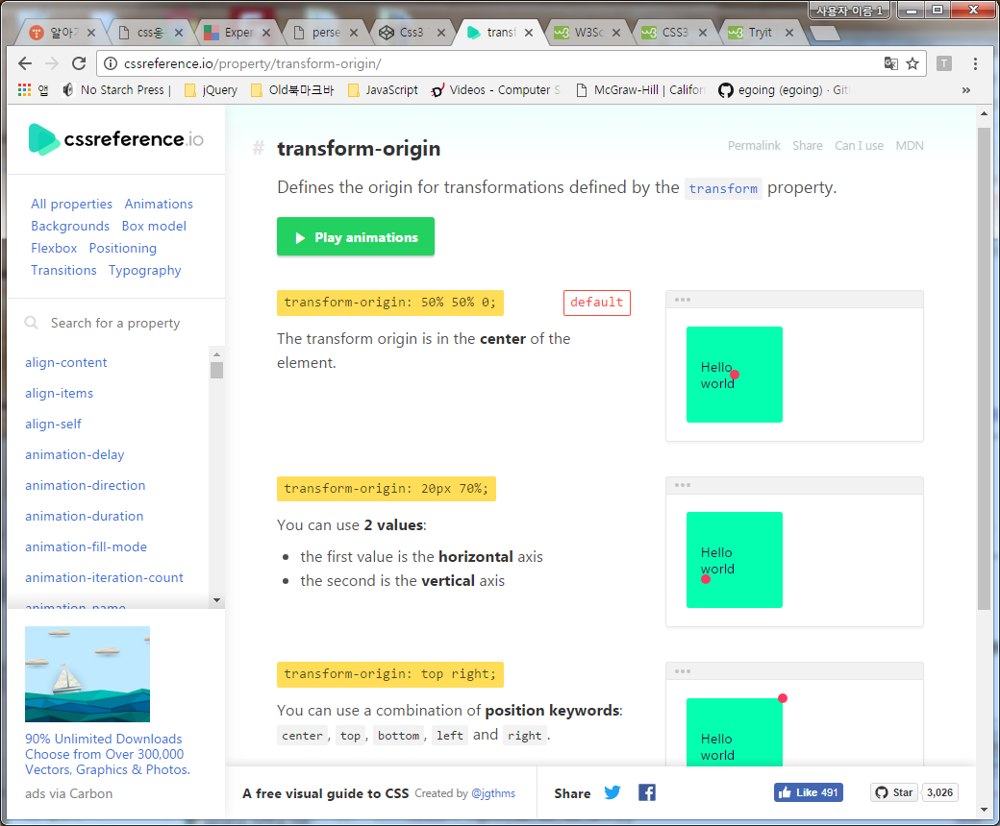 사용자 이름 1
알아
css응
Exper
perse
Css3
transf
W3Sc
CSS3
Tryit
cssreference.io/property/transform-origin/
T
앱
No Starch Press |
jQuery
Old북마크바
JavaScript
Videos - Computer S
McGraw-Hill | Califor
egoing (egoing) · Git
»
cssreference.io
All properties Animations
Backgrounds Box model
Flexbox Positioning
Transitions Typography
Search for a property
align-content
align-items
align-self
animation-delay
animation-direction
animation-duration
animation-fill-mode
animation-iteration-count
animation-name
90% Unlimited Downloads
Choose from Over 300,000
Vectors, Graphics & Photos.
ads via Carbon
# transform-origin
Permalink Share Can I use MDN
Defines the origin for transformations defined by the transform property.
Play animations
transform-origin: 50% 50% 0;
default
The transform origin is in the center of the
element.
Hello
world
transform-origin: 20px 70%;
You can use 2 values:
• the first value is the horizontal axis
• the second is the vertical axis
Hello
world
transform-origin: top right;
You can use a combination of position keywords:
center, top, bottom, left and right.
Hello
world
A free visual guide to CSS Created by @jgthms
Share
Like 491
Star 3,026